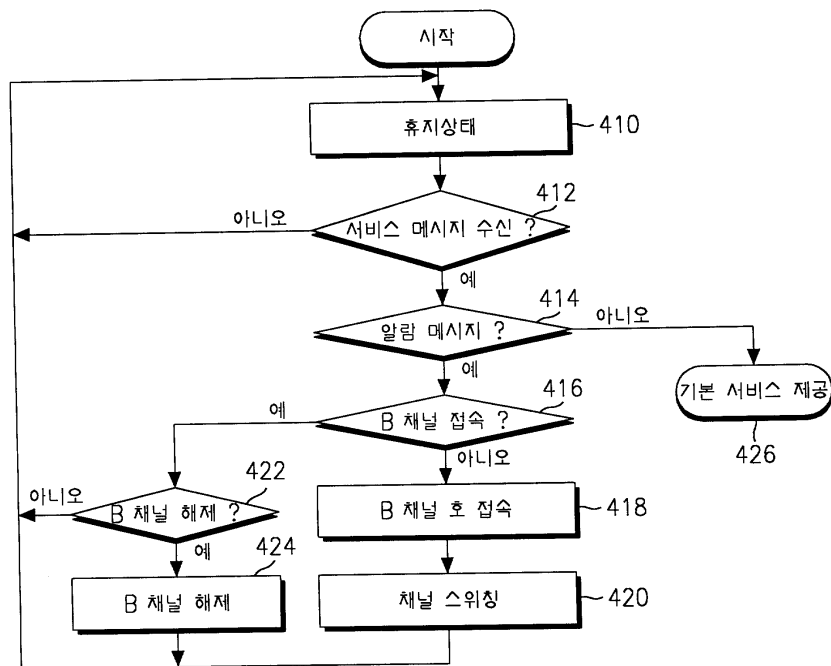 시작
휴지상태
410
412
서비스 메시지 수신 ?
아니오
예
414
알람 메시지 ?
아니오
예
기본 서비스 제공
426
416
B 채널 접속 ?
예
아니오
422
B 채널 해제 ?
아니오
예
B 채널 호 접속
418
424
B 채널 해제
채널 스위칭
420